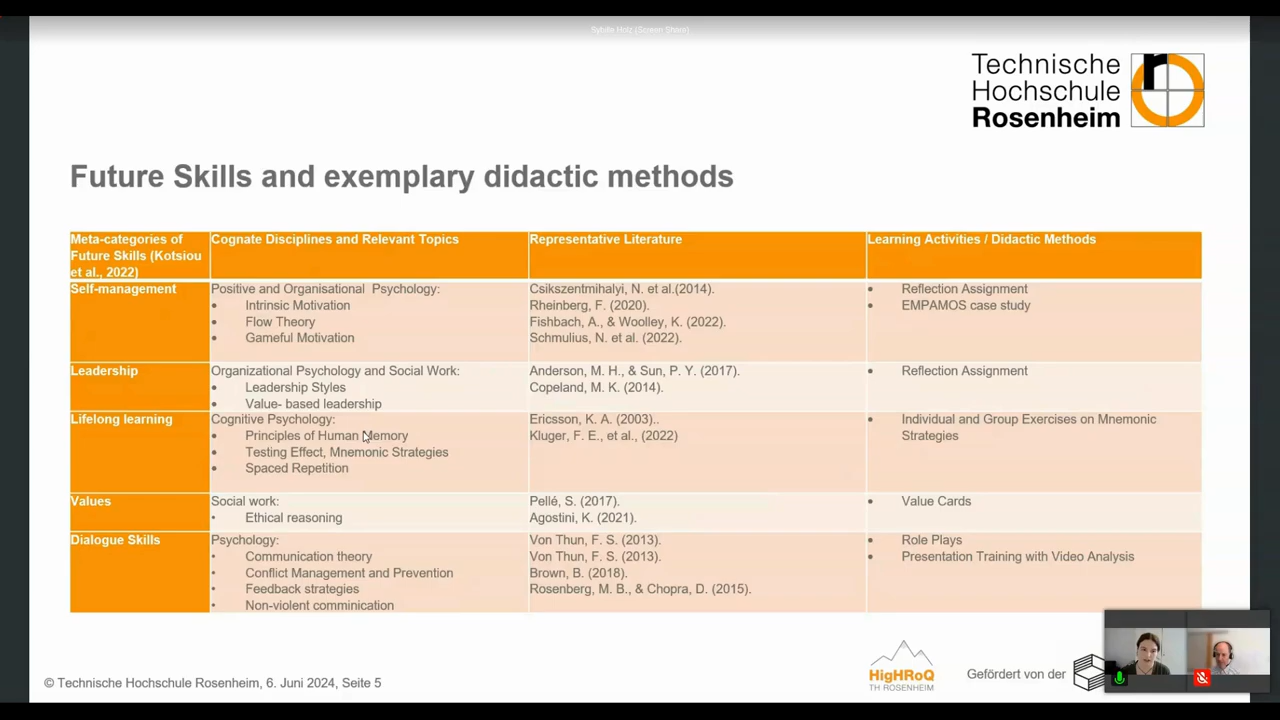 Sybille Holz (Screen Share)
Technische
Hochschule
Rosenheim
Future Skills and exemplary didactic methods
Meta-categories of
Future Skills (Kotsiou
et al., 2022)
Cognate Disciplines and Relevant Topics
Representative Literature
Learning Activities / Didactic Methods
Self-management
Positive and Organisational Psychology:
• Intrinsic Motivation
• Flow Theory
• Gameful Motivation
Csikszentmihalyi, N. et al.(2014).
Rheinberg, F. (2020).
Fishbach, A., & Woolley, K. (2022).
Schmulius, N. et al. (2022).
• Reflection Assignment
• EMPAMOS case study
Leadership
Organizational Psychology and Social Work:
• Leadership Styles
• Value- based leadership
Anderson, M. H., & Sun, P. Y. (2017).
Copeland, M. K. (2014).
• Reflection Assignment
Lifelong learning
Cognitive Psychology:
• Principles of Human Memory
• Testing Effect, Mnemonic Strategies
• Spaced Repetition
Ericsson, K. A. (2003)..
Kluger, F. E., et al., (2022)
• Individual and Group Exercises on Mnemonic
Strategies
Values
Social work:
• Ethical reasoning
Pellé, S. (2017).
Agostini, K. (2021).
• Value Cards
Dialogue Skills
Psychology:
• Communication theory
• Conflict Management and Prevention
• Feedback strategies
• Non-violent comminication
Von Thun, F. S. (2013).
Von Thun, F. S. (2013).
Brown, B. (2018).
Rosenberg, M. B., & Chopra, D. (2015).
• Role Plays
• Presentation Training with Video Analysis
© Technische Hochschule Rosenheim, 6. Juni 2024, Seite 5
HigHRoQ
TH ROSENHEIM
Gefördert von der